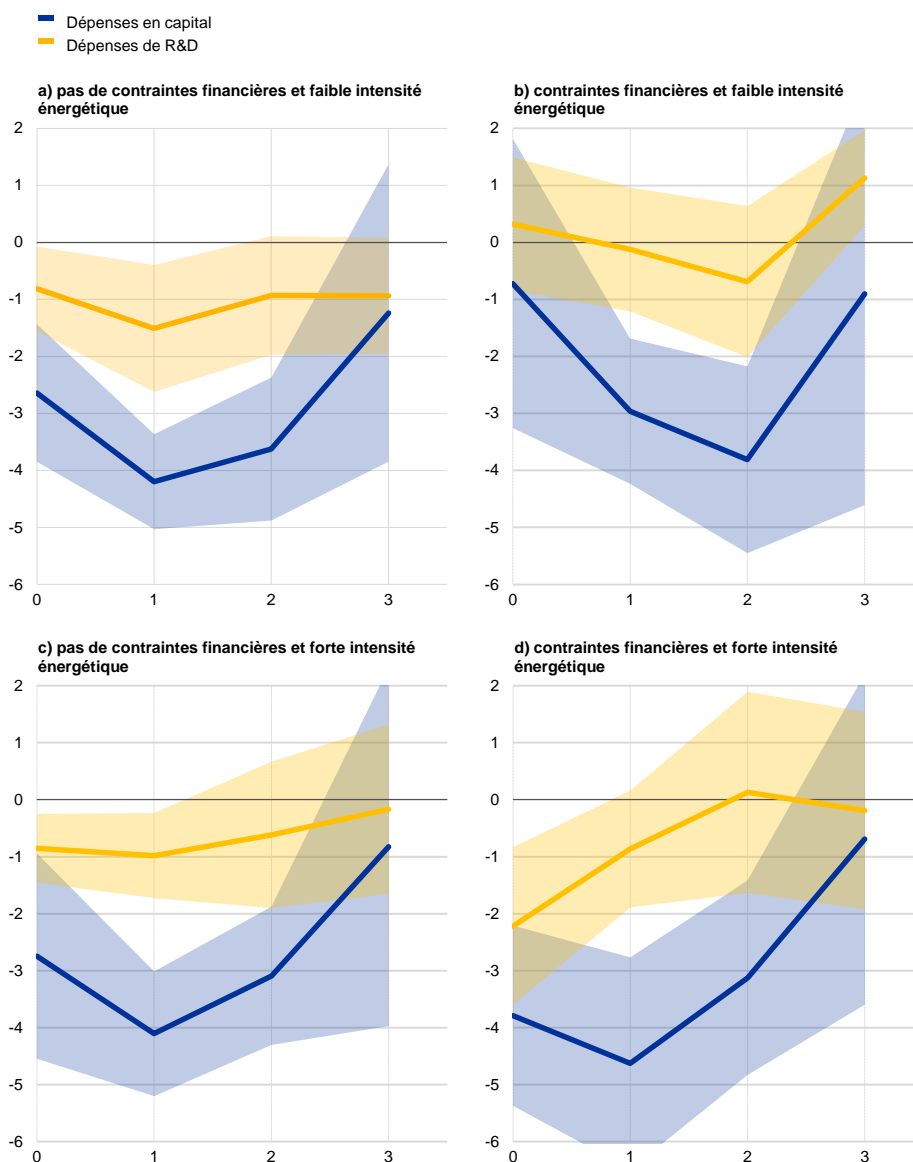 Dépenses en capital
Dépenses de R&D
a) pas de contraintes financières et faible intensité
énergétique
2
1
0
-1
-2
-3
-4
-5
-6
0 1 2 3
b) contraintes financières et faible intensité
énergétique
2
1
0
-1
-2
-3
-4
-5
-6
0 1 2 3
c) pas de contraintes financières et forte intensité
énergétique
2
1
0
-1
-2
-3
-4
-5
-6
0 1 2 3
d) contraintes financières et forte intensité
énergétique
2
1
0
-1
-2
-3
-4
-5
-6
0 1 2 3